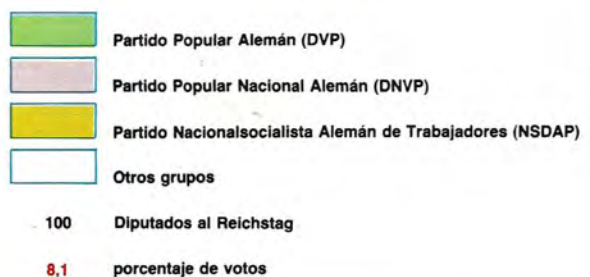 Partido Popular Alemán (DVP)
Partido Popular Nacional Alemán (DNVP)
Partido Nacionalsocialista Alemán de Trabajadores (NSDAP)
Otros grupos
100 Diputados al Reichstag
8,1 porcentaje de votos